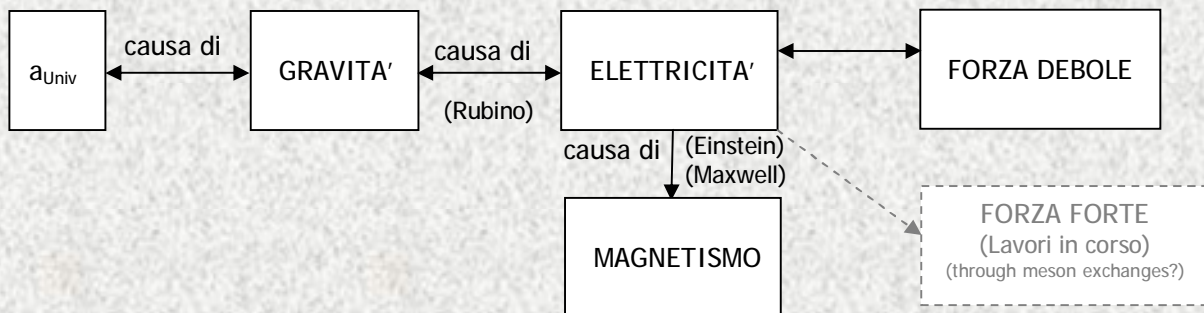 causa di
causa di
aUniv
GRAVITA'
ELETTRICITA'
FORZA DEBOLE
(Rubino)
causa di
(Einstein)
(Maxwell)
MAGNETISMO
FORZA FORTE
(Lavori in corso)
(through meson exchanges?)